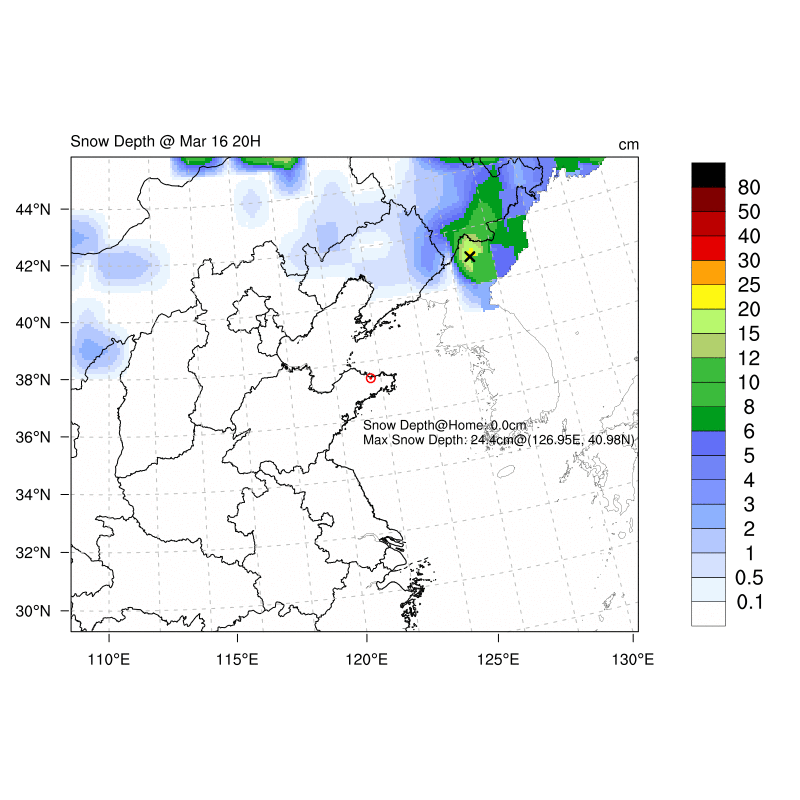 Snow Depth @ Mar 16 20H
cm
44°N
42°N
40°N
38°N
36°N
34°N
32°N
30°N
110°E
115°E
120°E
125°E
130°E
Snow Depth@Home: 0.0cm
Max Snow Depth: 24.4cm@(126.95E, 40.98N)
80
50
40
30
25
20
15
12
10
8
6
5
4
3
2
1
0.5
0.1